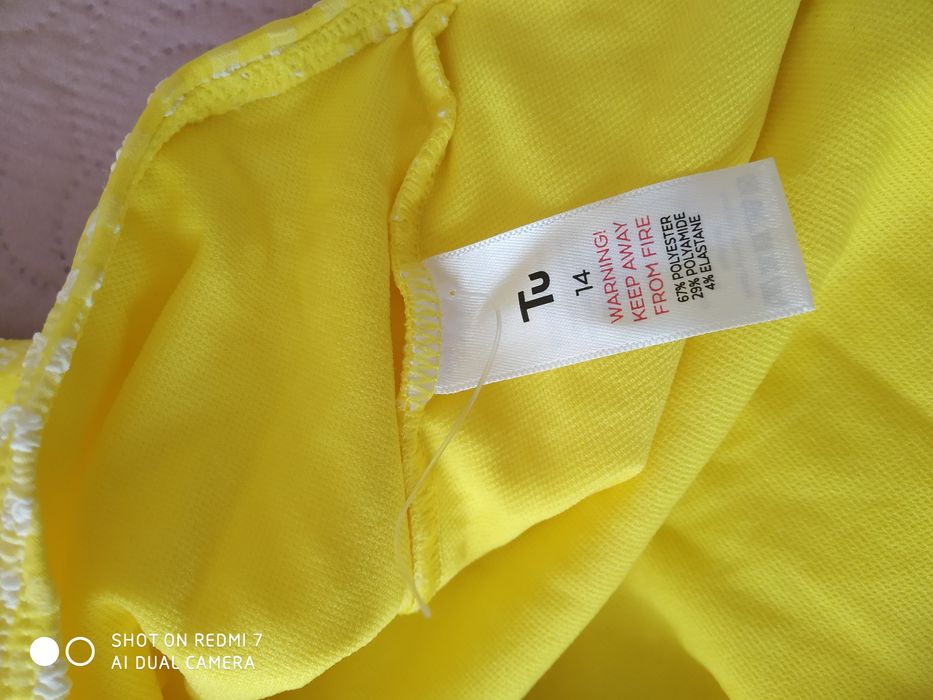 Tu
14
WARNING!
KEEP AWAY
FROM FIRE
67% POLYESTER
29% POLYAMIDE
4% ELASTANE
SHOT ON REDMI 7
AI DUAL CAMERA